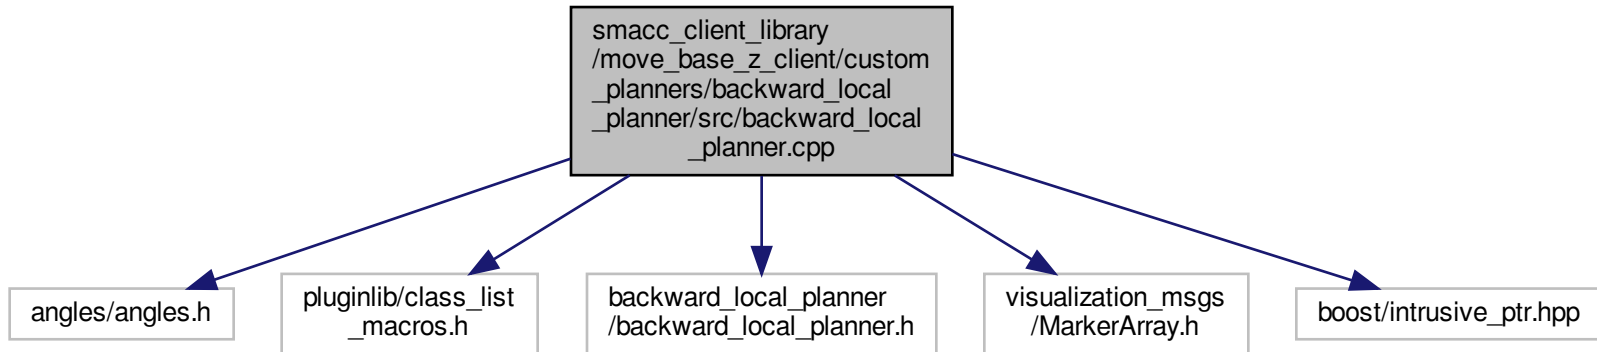 smacc_client_library
/move_base_z_client/custom
_planners/backward_local
_planner/src/backward_local
_planner.cpp
angles/angles.h
pluginlib/class_list
_macros.h
backward_local_planner
/backward_local_planner.h
visualization_msgs
/MarkerArray.h
boost/intrusive_ptr.hpp